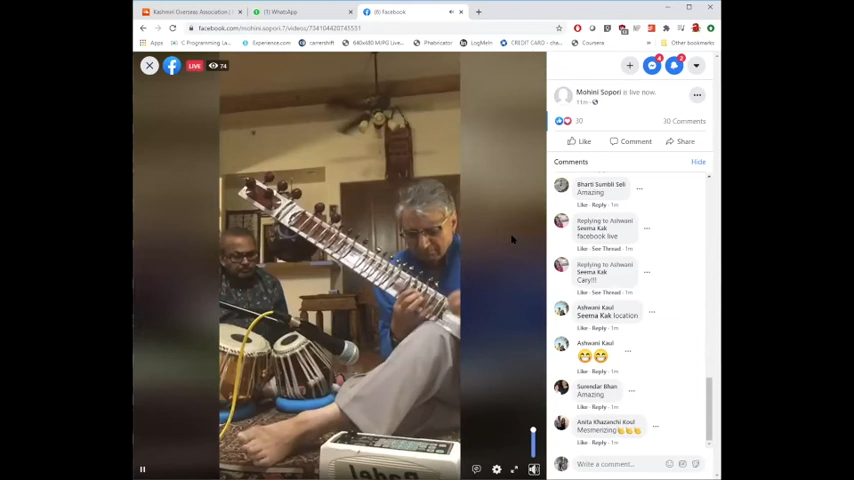 Kashmiri Overseas Association
(1) WhatsApp
(6) Facebook
facebook.com/mohini.sopori.7/videos/734104420745531
Apps
C Programming La...
Experience.com
carrershift
640x480 MJPG Live...
Phabricator
LogMeIn
CREDIT CARD
Coursera
Other bookmarks
LIVE
74
Mohini Sopori is live now.
11m
30
30 Comments
Like
Comment
Share
Comments
Hide
Bharti Sumbli Seli
Amazing
Like · Reply · 1m
Replying to Ashwani
Seema Kak
facebook live
Like · See Thread · 1m
Replying to Ashwani
Seema Kak
Cary!!!
Like · See Thread · 1m
Ashwani Kaul
Seema Kak location
Like · Reply · 1m
Ashwani Kaul
😁😁
Like · Reply · 1m
Surendar Bhan
Amazing
Like · Reply · 1m
Anita Khazanchi Koul
Mesmerizing👏👏👏
Like · Reply · 1m
Write a comment...
Radel